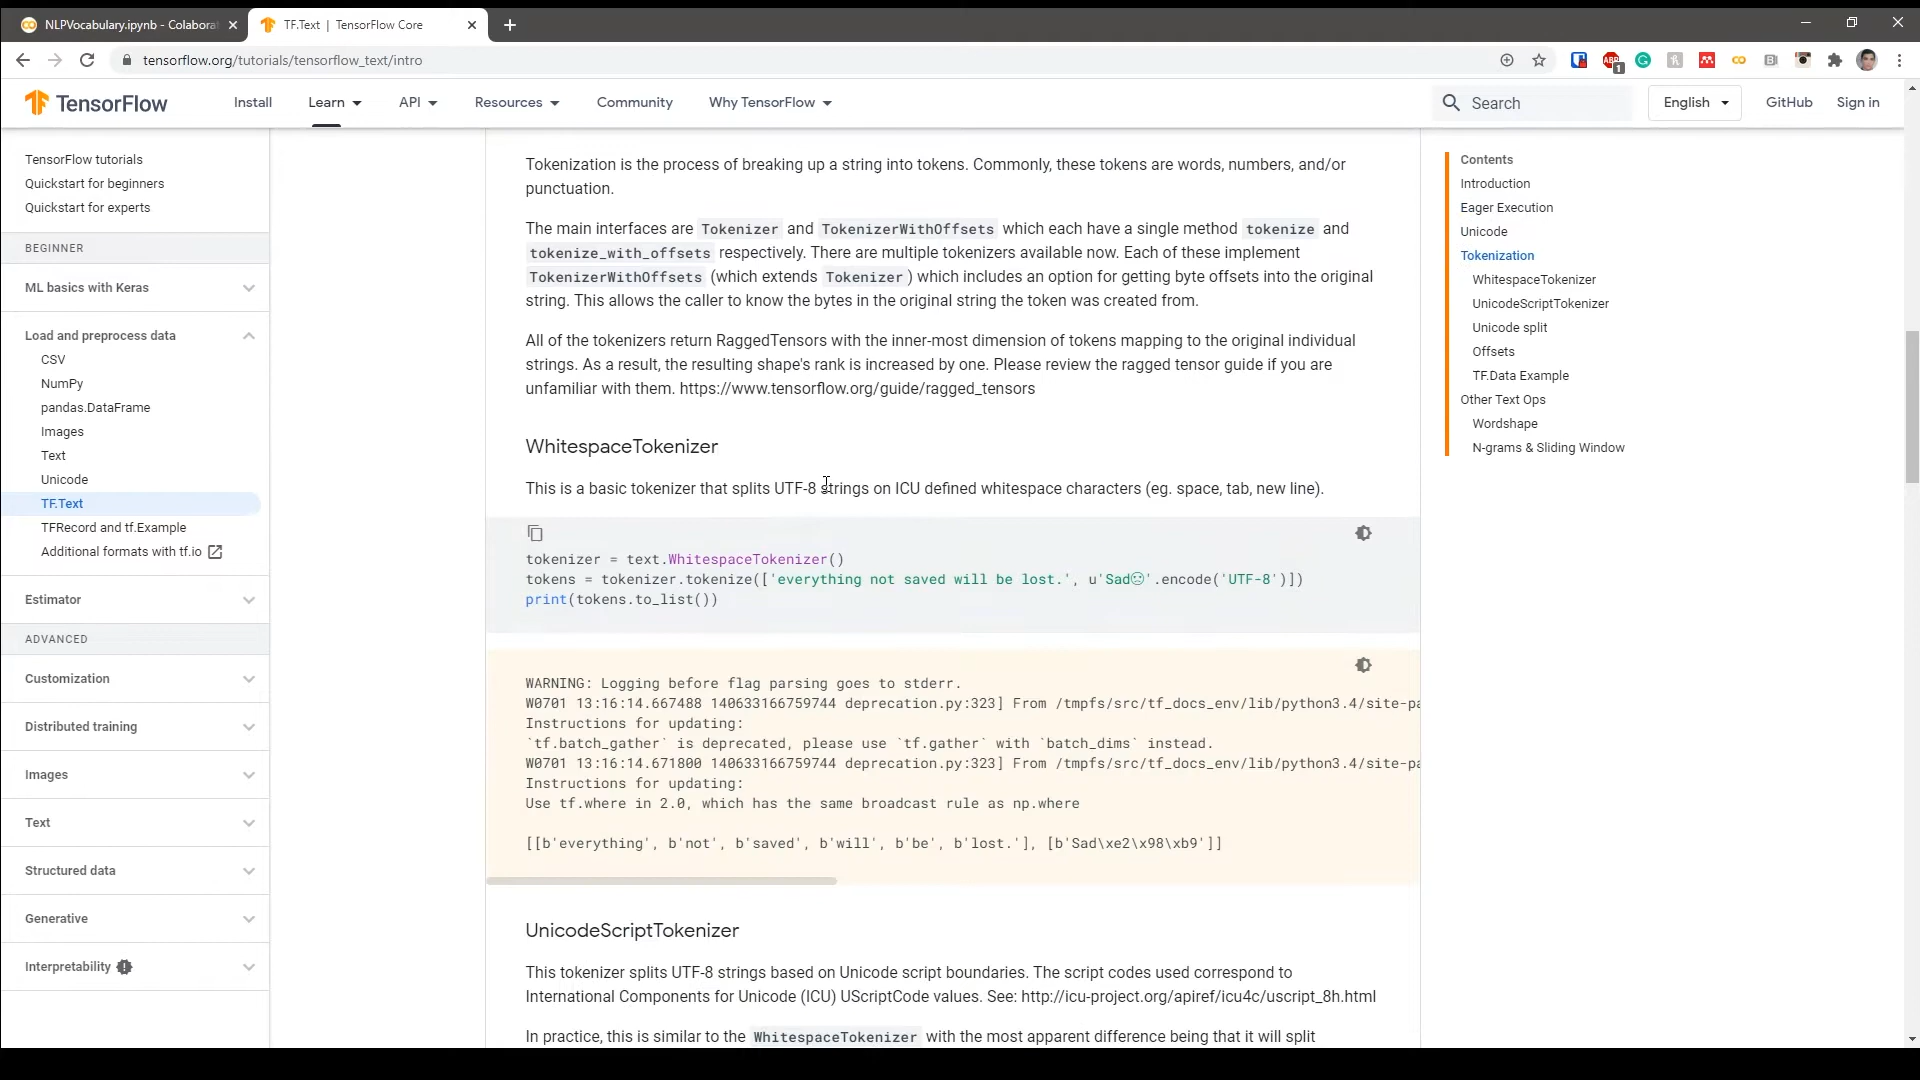 NLPVocabulary.ipynb - Colabora
TF.Text | TensorFlow Core
tensorflow.org/tutorials/tensorflow_text/intro
1
TensorFlow
Install
Learn
API
Resources
Community
Why TensorFlow
Search
English
GitHub
Sign in
TensorFlow tutorials
Quickstart for beginners
Quickstart for experts
BEGINNER
ML basics with Keras
Load and preprocess data
CSV
NumPy
pandas.DataFrame
Images
Text
Unicode
TF.Text
TFRecord and tf.Example
Additional formats with tf.io
Estimator
ADVANCED
Customization
Distributed training
Images
Text
Structured data
Generative
Interpretability
Tokenization is the process of breaking up a string into tokens. Commonly, these tokens are words, numbers, and/or
punctuation.
The main interfaces are Tokenizer and TokenizerWithOffsets which each have a single method tokenize and
tokenize_with_offsets respectively. There are multiple tokenizers available now. Each of these implement
TokenizerWithOffsets (which extends Tokenizer ) which includes an option for getting byte offsets into the original
string. This allows the caller to know the bytes in the original string the token was created from.
All of the tokenizers return RaggedTensors with the inner-most dimension of tokens mapping to the original individual
strings. As a result, the resulting shape's rank is increased by one. Please review the ragged tensor guide if you are
unfamiliar with them. https://www.tensorflow.org/guide/ragged_tensors
WhitespaceTokenizer
This is a basic tokenizer that splits UTF-8 strings on ICU defined whitespace characters (eg. space, tab, new line).
tokenizer = text.WhitespaceTokenizer()
tokens = tokenizer.tokenize(['everything not saved will be lost.', u'Sad☹'.encode('UTF-8')])
print(tokens.to_list())
WARNING: Logging before flag parsing goes to stderr.
W0701 13:16:14.667488 140633166759744 deprecation.py:323] From /tmpfs/src/tf_docs_env/lib/python3.4/site-pa
Instructions for updating:
`tf.batch_gather` is deprecated, please use `tf.gather` with `batch_dims` instead.
W0701 13:16:14.671800 140633166759744 deprecation.py:323] From /tmpfs/src/tf_docs_env/lib/python3.4/site-pa
Instructions for updating:
Use tf.where in 2.0, which has the same broadcast rule as np.where
[[b'everything', b'not', b'saved', b'will', b'be', b'lost.'], [b'Sad\xe2\x98\xb9']]
UnicodeScriptTokenizer
This tokenizer splits UTF-8 strings based on Unicode script boundaries. The script codes used correspond to
International Components for Unicode (ICU) UScriptCode values. See: http://icu-project.org/apiref/icu4c/uscript_8h.html
In practice, this is similar to the WhitespaceTokenizer with the most apparent difference being that it will split
Contents
Introduction
Eager Execution
Unicode
Tokenization
WhitespaceTokenizer
UnicodeScriptTokenizer
Unicode split
Offsets
TF.Data Example
Other Text Ops
Wordshape
N-grams & Sliding Window